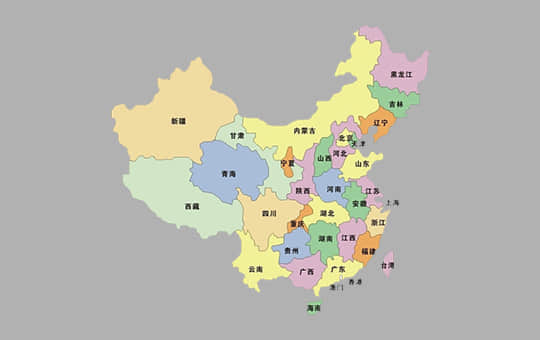 黑龙江
吉林
辽宁
新疆
内蒙古
甘肃
北京
天津
河北
宁夏
山西
山东
青海
陕西
河南
江苏
西藏
安徽
上海
四川
湖北
重庆
浙江
湖南
江西
贵州
福建
云南
广西
广东
台湾
香港
澳门
海南